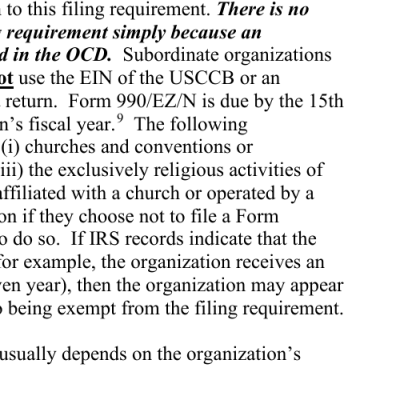 to this filing requirement. There is no
requirement simply because an
d in the OCD. Subordinate organizations
ot use the EIN of the USCCB or an
return. Form 990/EZ/N is due by the 15th
n's fiscal year.9 The following
(i) churches and conventions or
iii) the exclusively religious activities of
affiliated with a church or operated by a
on if they choose not to file a Form
o do so. If IRS records indicate that the
for example, the organization receives an
ven year), then the organization may appear
being exempt from the filing requirement.
usually depends on the organization's